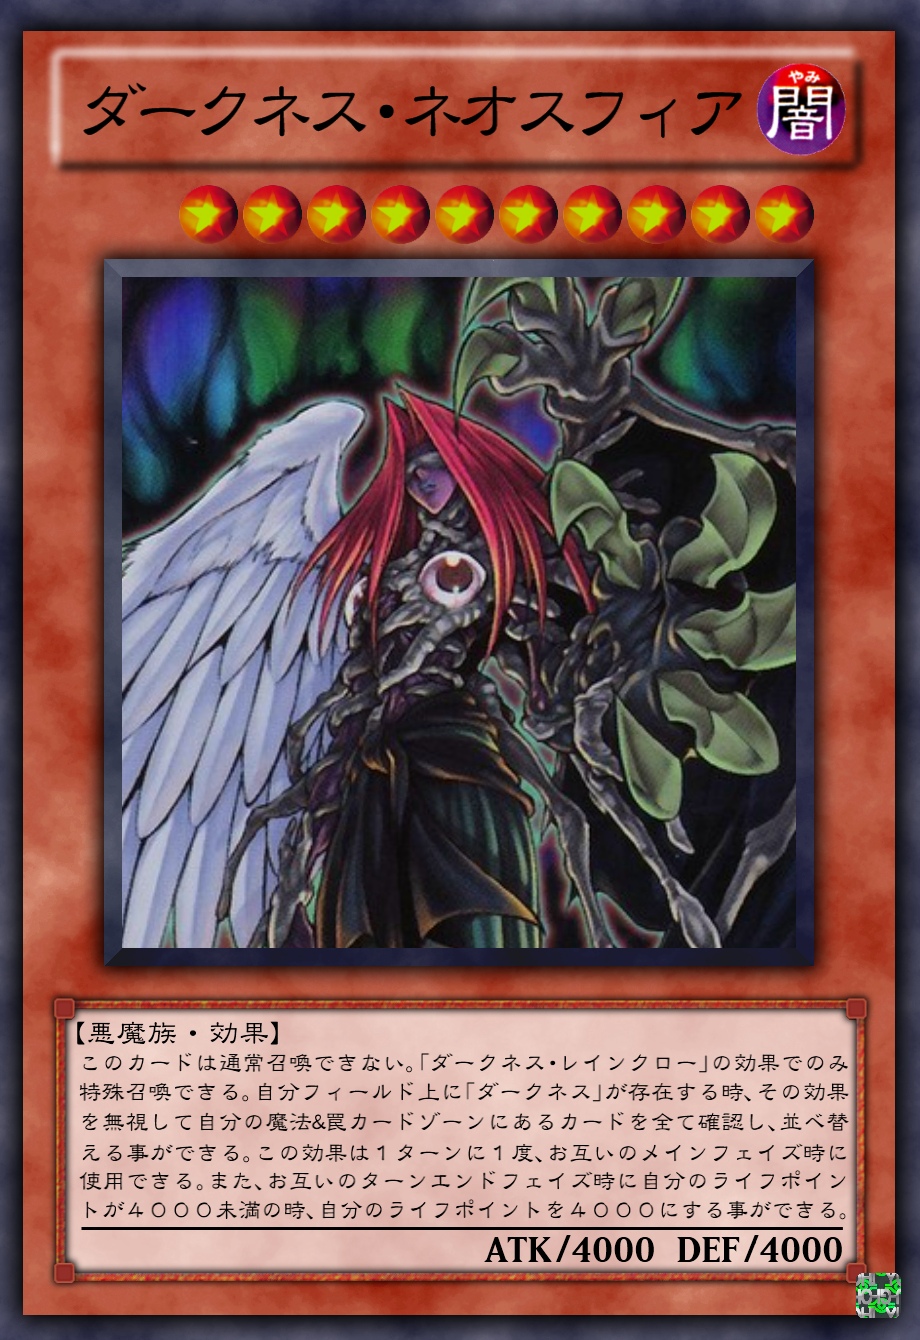 ダークネス・ネオスフィア
やみ
闇
【悪魔族・効果】
このカードは通常召喚できない。「ダークネス・レインクロー」の効果でのみ
特殊召喚できる。自分フィールド上に「ダークネス」が存在する時、その効果
を無視して自分の魔法&罠カードゾーンにあるカードを全て確認し、並べ替
える事ができる。この効果は１ターンに１度、お互いのメインフェイズ時に
使用できる。また、お互いのターンエンドフェイズ時に自分のライフポイン
トが４０００未満の時、自分のライフポイントを４０００にする事ができる。
ATK/4000 DEF/4000